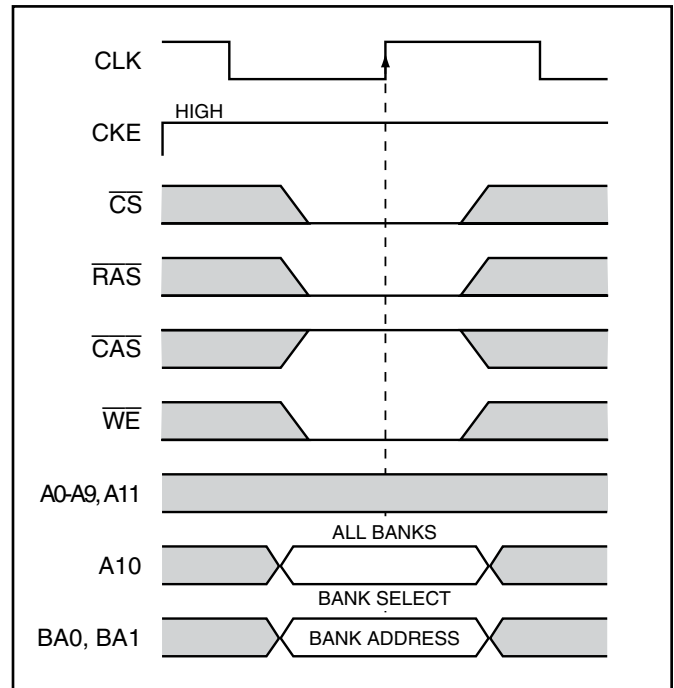 CLK
HIGH
CKE
CS
RAS
CAS
WE
A0-A9, A11
ALL BANKS
A10
BANK SELECT
BA0, BA1
BANK ADDRESS